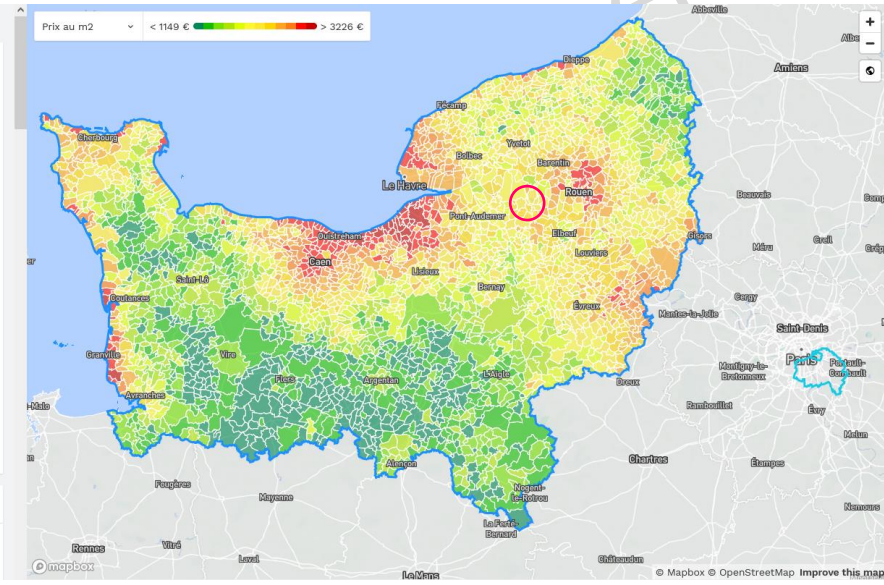 Abbeville
Prix au m2
< 1149 €
> 3226 €
+
−
Dieppe
Amiens
Fécamp
Cherbourg
Yvetot
Bolbec
Barentin
Le Havre
Rouen
Beauvais
Pont-Audemer
Ouistreham
Elbeuf
Gisors
Méru
Creil
Caen
Louviers
Lisieux
Saint-Lô
Bernay
Coutances
Cergy
Évreux
Mantes-la-Jolie
Saint-Denis
Granville
Vire
Paris
Pontault-
Combault
Montigny-le-
Bretonneux
Flers
Argentan
L'Aigle
Dreux
Avranches
Rambouillet
Évry
-Malo
Melun
Alençon
Chartres
Étampes
Fougères
Mayenne
Nogent-
le-Rotrou
Nemours
La Ferté-
Bernard
Rennes
Vitré
Laval
Châteaudun
Le Mans
mapbox
© Mapbox © OpenStreetMap Improve this map